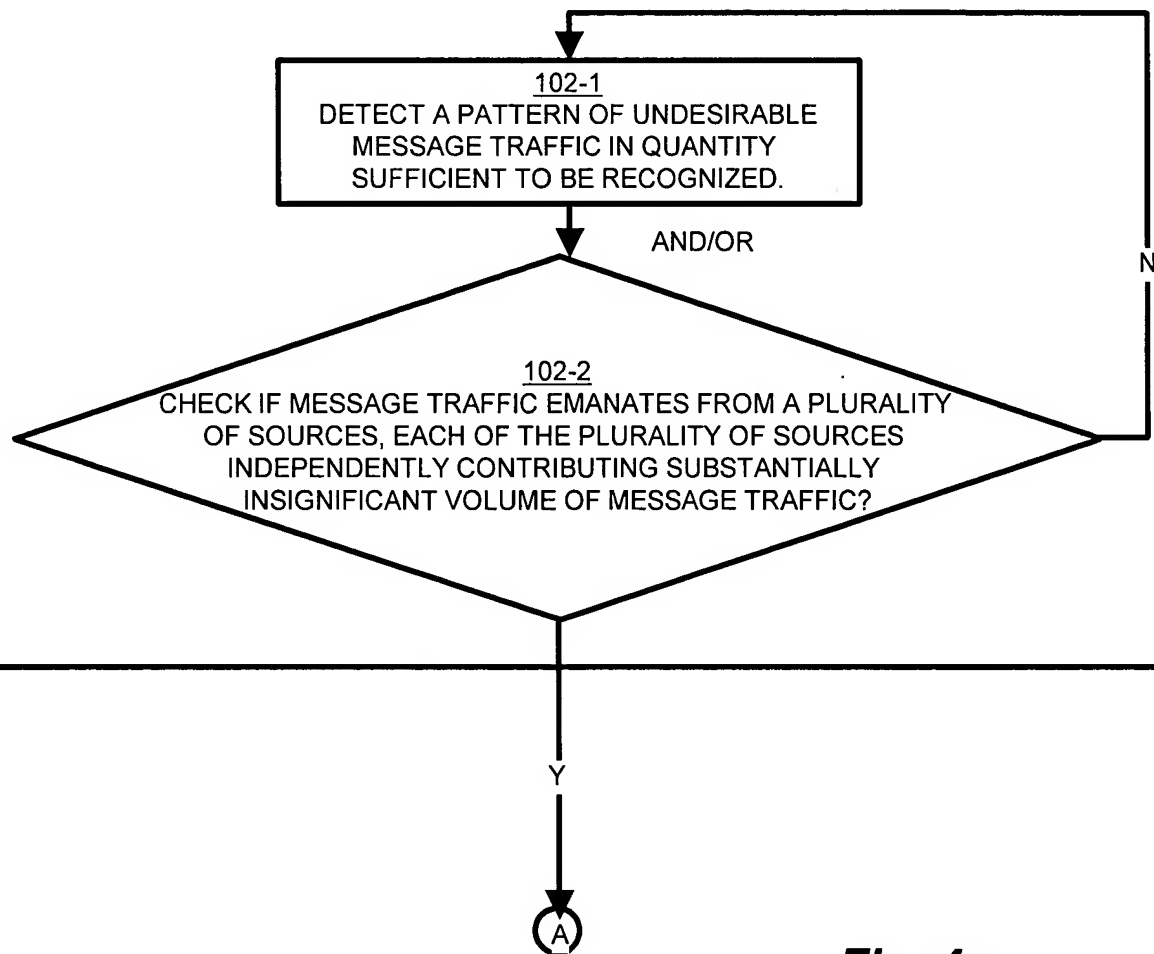 102-1
DETECT A PATTERN OF UNDESIRABLE
MESSAGE TRAFFIC IN QUANTITY
SUFFICIENT TO BE RECOGNIZED.
AND/OR
N
102-2
CHECK IF MESSAGE TRAFFIC EMANATES FROM A PLURALITY
OF SOURCES, EACH OF THE PLURALITY OF SOURCES
INDEPENDENTLY CONTRIBUTING SUBSTANTIALLY
INSIGNIFICANT VOLUME OF MESSAGE TRAFFIC?
Y
A